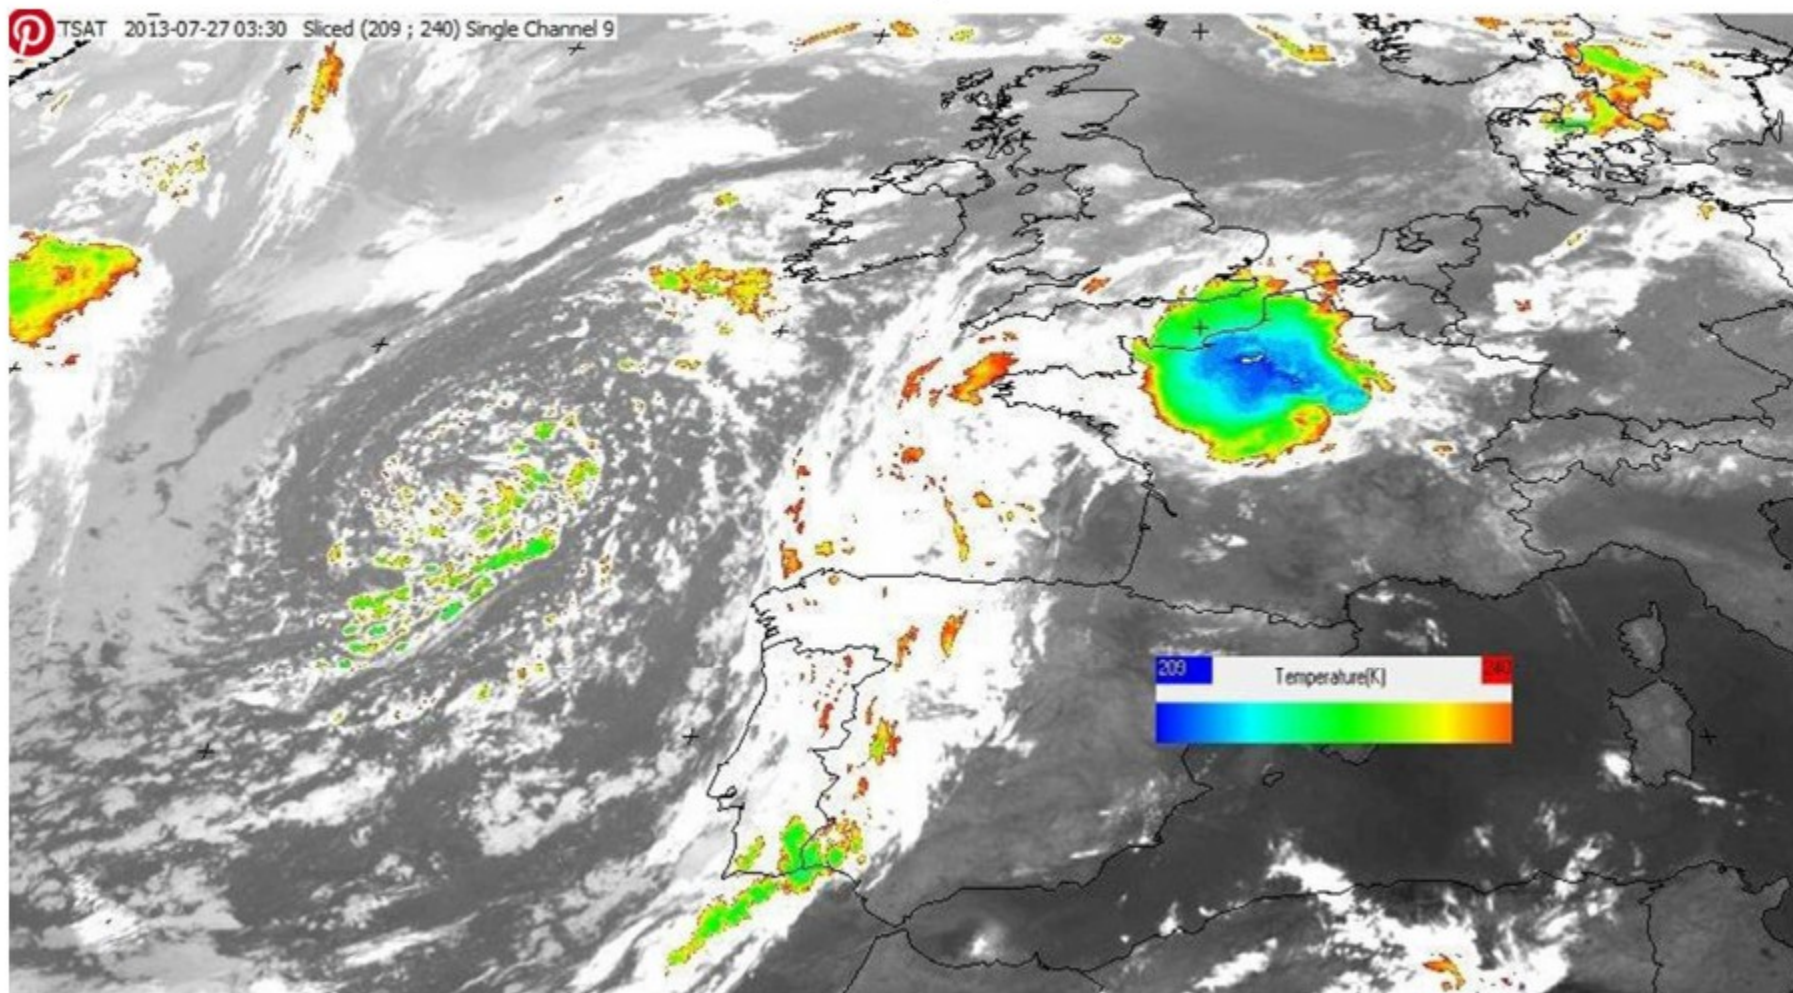 TSAT 2013-07-27 03:30 Sliced (209 ; 240) Single Channel 9
209 Temperature(K) 240